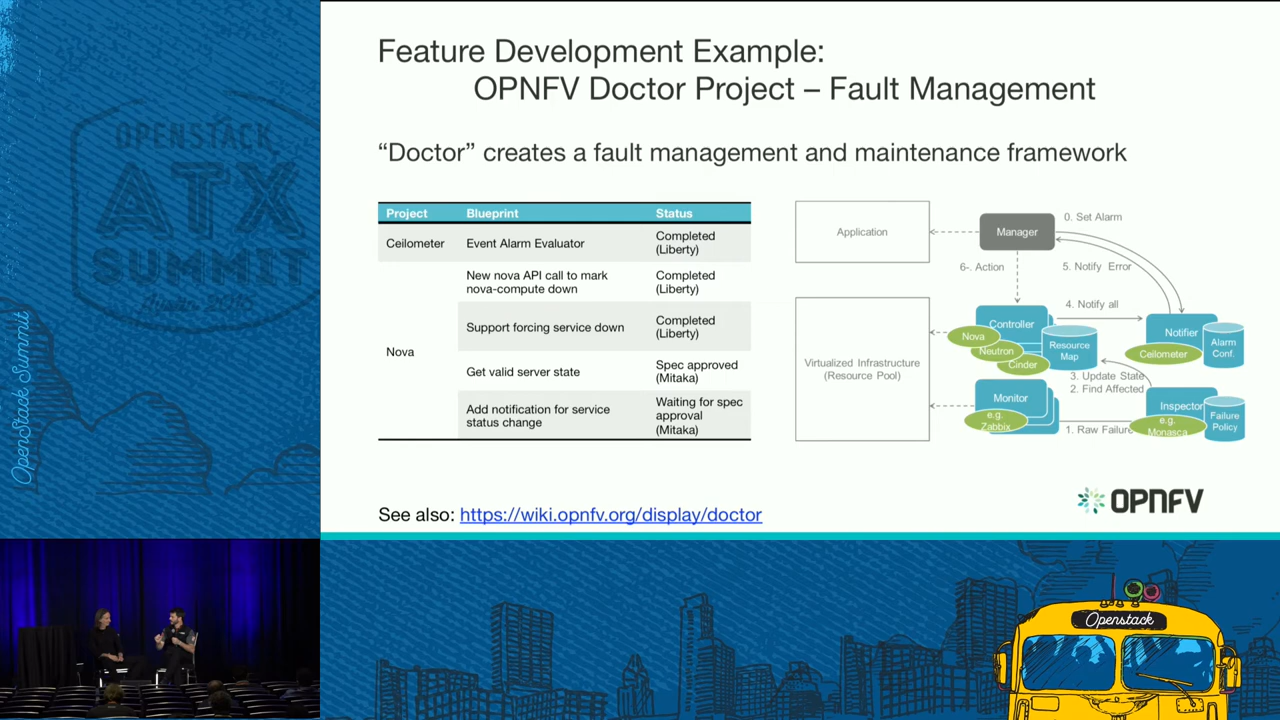 Feature Development Example:
OPNFV Doctor Project – Fault Management
“Doctor” creates a fault management and maintenance framework
Project Blueprint Status
Ceilometer Event Alarm Evaluator Completed (Liberty)
Nova
New nova API call to mark nova-compute down Completed (Liberty)
Support forcing service down Completed (Liberty)
Get valid server state Spec approved (Mitaka)
Add notification for service status change Waiting for spec approval (Mitaka)
Application
Manager
0. Set Alarm
6-. Action
5. Notify Error
4. Notify all
Controller
Nova
Neutron
Cinder
Resource Map
Notifier
Ceilometer
Alarm Conf.
Virtualized Infrastructure
(Resource Pool)
3. Update State
2. Find Affected
Monitor
e.g. Zabbix
1. Raw Failure
Inspector
e.g. Monasca
Failure Policy
OPNFV
See also: https://wiki.opnfv.org/display/doctor
OPENSTACK
ATX
SUMMIT
OpenStack Summit
Openstack